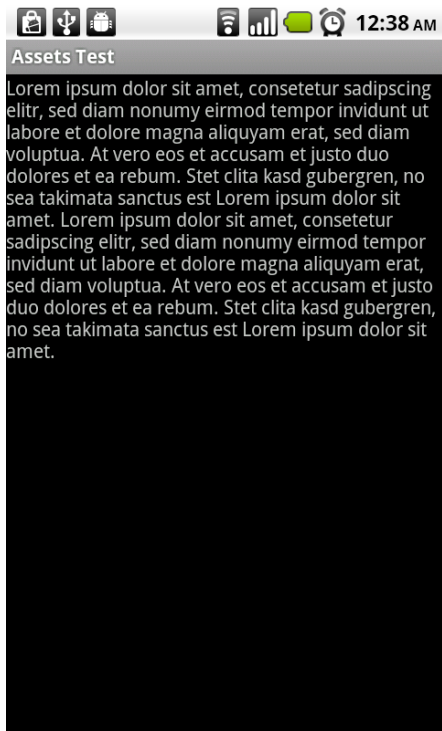 12:38 AM
Assets Test
Lorem ipsum dolor sit amet, consetetur sadipscing
elitr, sed diam nonumy eirmod tempor invidunt ut
labore et dolore magna aliquyam erat, sed diam
voluptua. At vero eos et accusam et justo duo
dolores et ea rebum. Stet clita kasd gubergren, no
sea takimata sanctus est Lorem ipsum dolor sit
amet. Lorem ipsum dolor sit amet, consetetur
sadipscing elitr, sed diam nonumy eirmod tempor
invidunt ut labore et dolore magna aliquyam erat,
sed diam voluptua. At vero eos et accusam et justo
duo dolores et ea rebum. Stet clita kasd gubergren,
no sea takimata sanctus est Lorem ipsum dolor sit
amet.